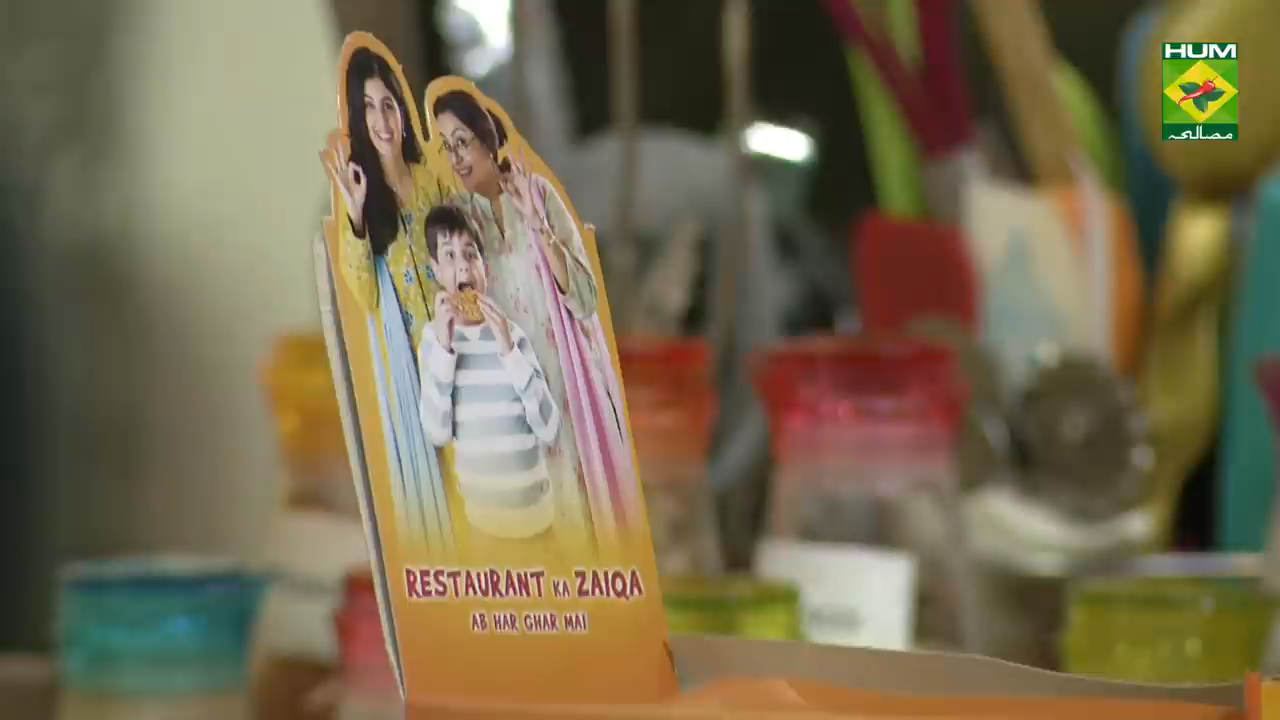 HUM
مصالحہ
RESTAURANT KA ZAIQA
AB HAR GHAR MAI